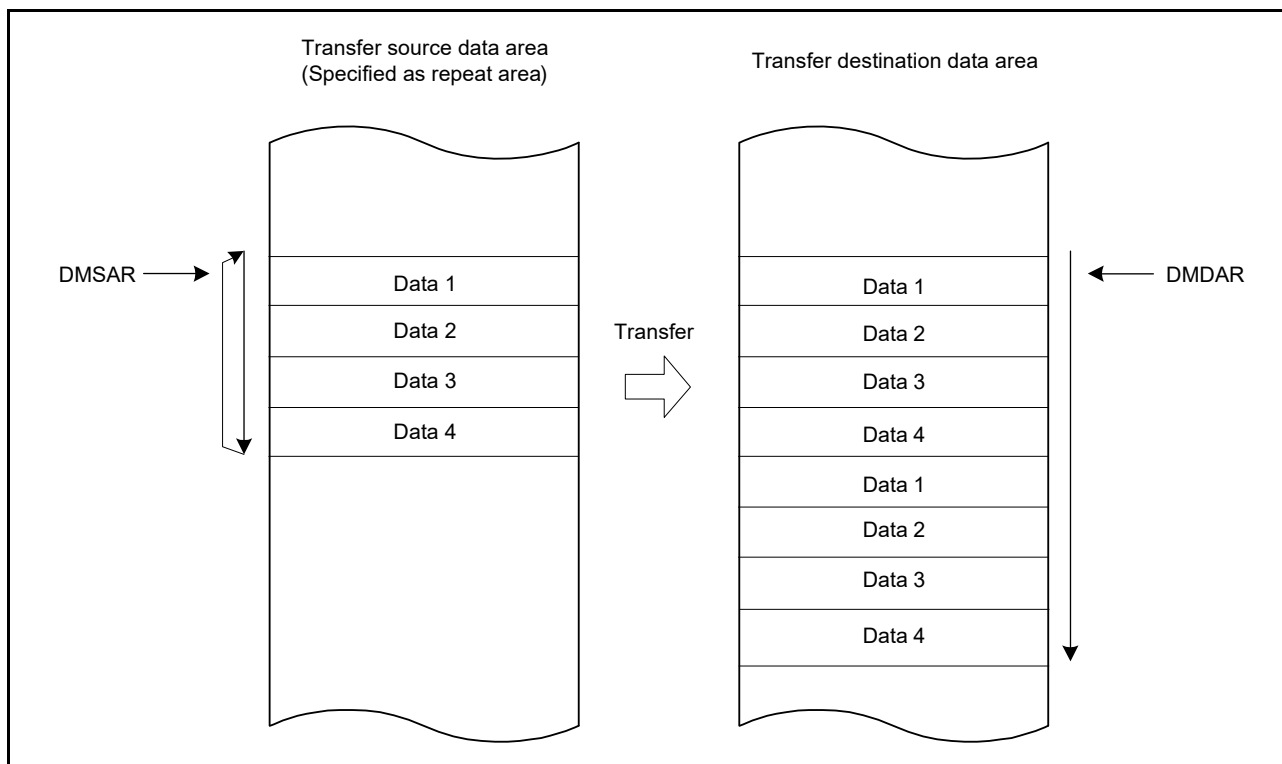 Transfer source data area
(Specified as repeat area)
Transfer destination data area
DMSAR
Data 1
Data 2
Data 3
Data 4
Transfer
Data 1
Data 2
Data 3
Data 4
Data 1
Data 2
Data 3
Data 4
DMDAR